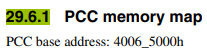 29.6.1 PCC memory map
PCC base address: 4006_5000h